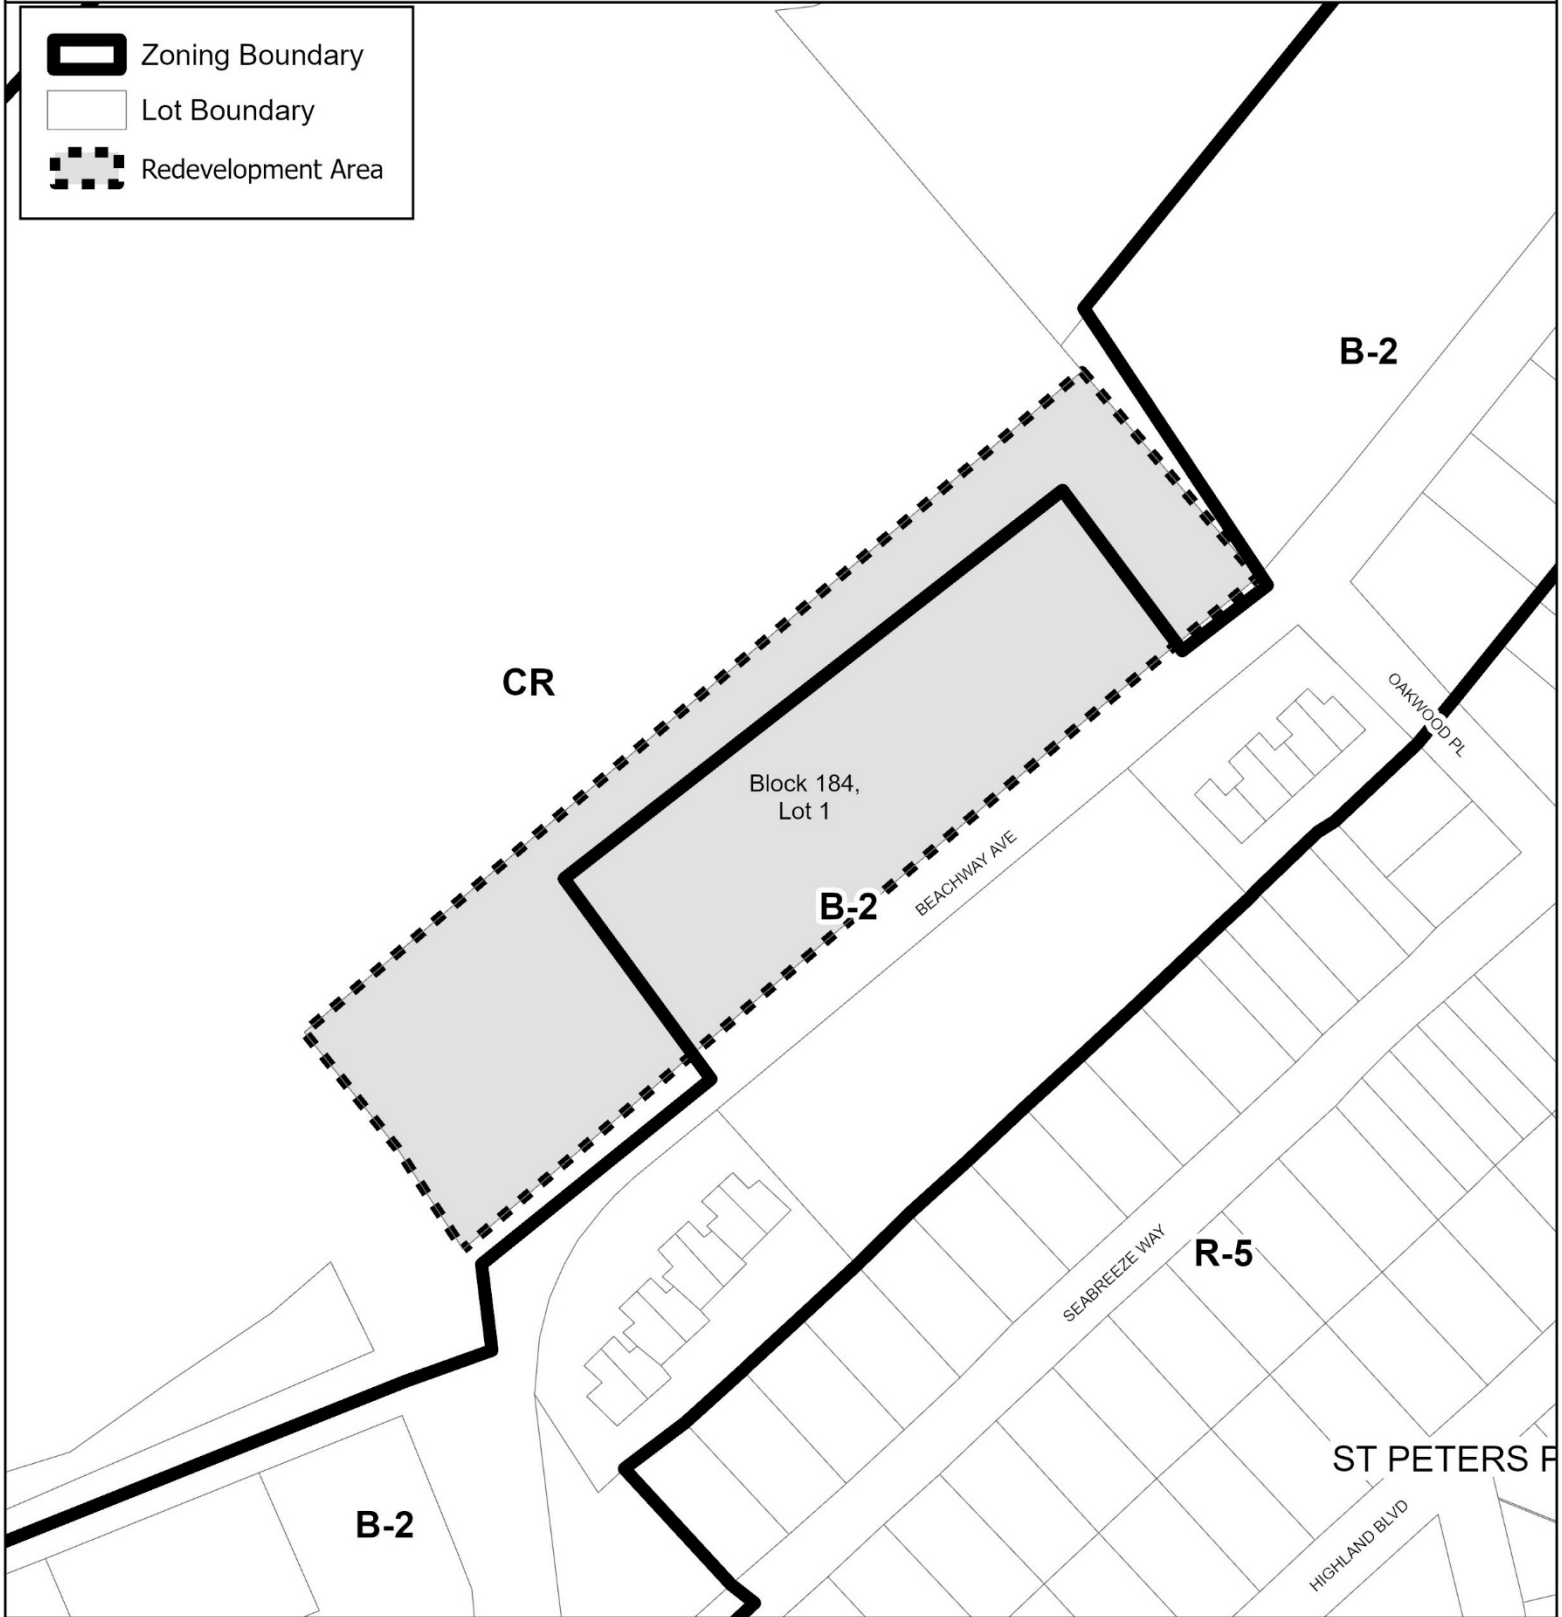 Zoning Boundary
Lot Boundary
Redevelopment Area
B-2
CR
OAKWOOD PL
Block 184,
Lot 1
BEACHWAY AVE
B-2
SEABREEZE WAY
R-5
ST PETERS P
HIGHLAND BLVD
B-2